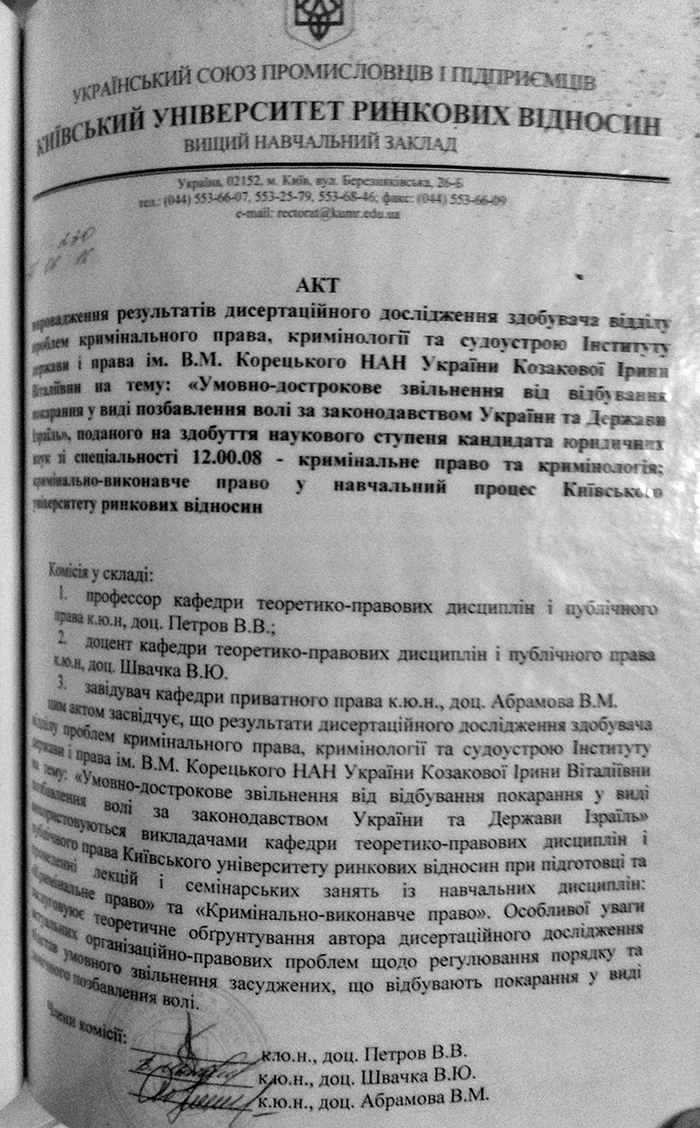 УКРАЇНСЬКИЙ СОЮЗ ПРОМИСЛОВЦІВ І ПІДПРИЄМЦІВ
КИЇВСЬКИЙ УНІВЕРСИТЕТ РИНКОВИХ ВІДНОСИН
ВИЩИЙ НАВЧАЛЬНИЙ ЗАКЛАД
Україна, 02152, м. Київ, вул. Березняківська, 26-Б
тел.: (044) 553-66-07, 553-25-79, 553-68-46; факс: (044) 553-66-09
e-mail: rectorat@kumr.edu.ua
230
АКТ
впровадження результатів дисертаційного дослідження здобувача відділу
проблем кримінального права, кримінології та судоустрою Інституту
держави і права ім. В.М. Корецького НАН України Козакової Ірини
Віталіївни на тему: «Умовно-дострокове звільнення від відбування
покарання у виді позбавлення волі за законодавством України та Держави
Ізраїль», поданого на здобуття наукового ступеня кандидата юридичних
наук зі спеціальності 12.00.08 - кримінальне право та кримінологія;
кримінально-виконавче право у навчальний процес Київського
університету ринкових відносин
Комісія у складі:
1. профессор кафедри теоретико-правових дисциплін і публічного
права к.ю.н, доц. Петров В.В.;
2. доцент кафедри теоретико-правових дисциплін і публічного права
к.ю.н, доц. Швачка В.Ю.
3. завідувач кафедри приватного права к.ю.н., доц. Абрамова В.М.
цим актом засвідчує, що результати дисертаційного дослідження здобувача
відділу проблем кримінального права, кримінології та судоустрою Інституту
держави і права ім. В.М. Корецького НАН України Козакової Ірини Віталіївни
на тему: «Умовно-дострокове звільнення від відбування покарання у виді
позбавлення волі за законодавством України та Держави Ізраїль»
використовуються викладачами кафедри теоретико-правових дисциплін і
публічного права Київського університету ринкових відносин при підготовці та
проведенні лекцій і семінарських занять із навчальних дисциплін:
«Кримінальне право» та «Кримінально-виконавче право». Особливої уваги
заслуговує теоретичне обґрунтування автора дисертаційного дослідження
актуальних організаційно-правових проблем щодо регулювання порядку та
підстав умовного звільнення засуджених, що відбувають покарання у виді
позбавлення волі.
Члени комісії:
к.ю.н., доц. Петров В.В.
к.ю.н., доц. Швачка В.Ю.
к.ю.н., доц. Абрамова В.М.